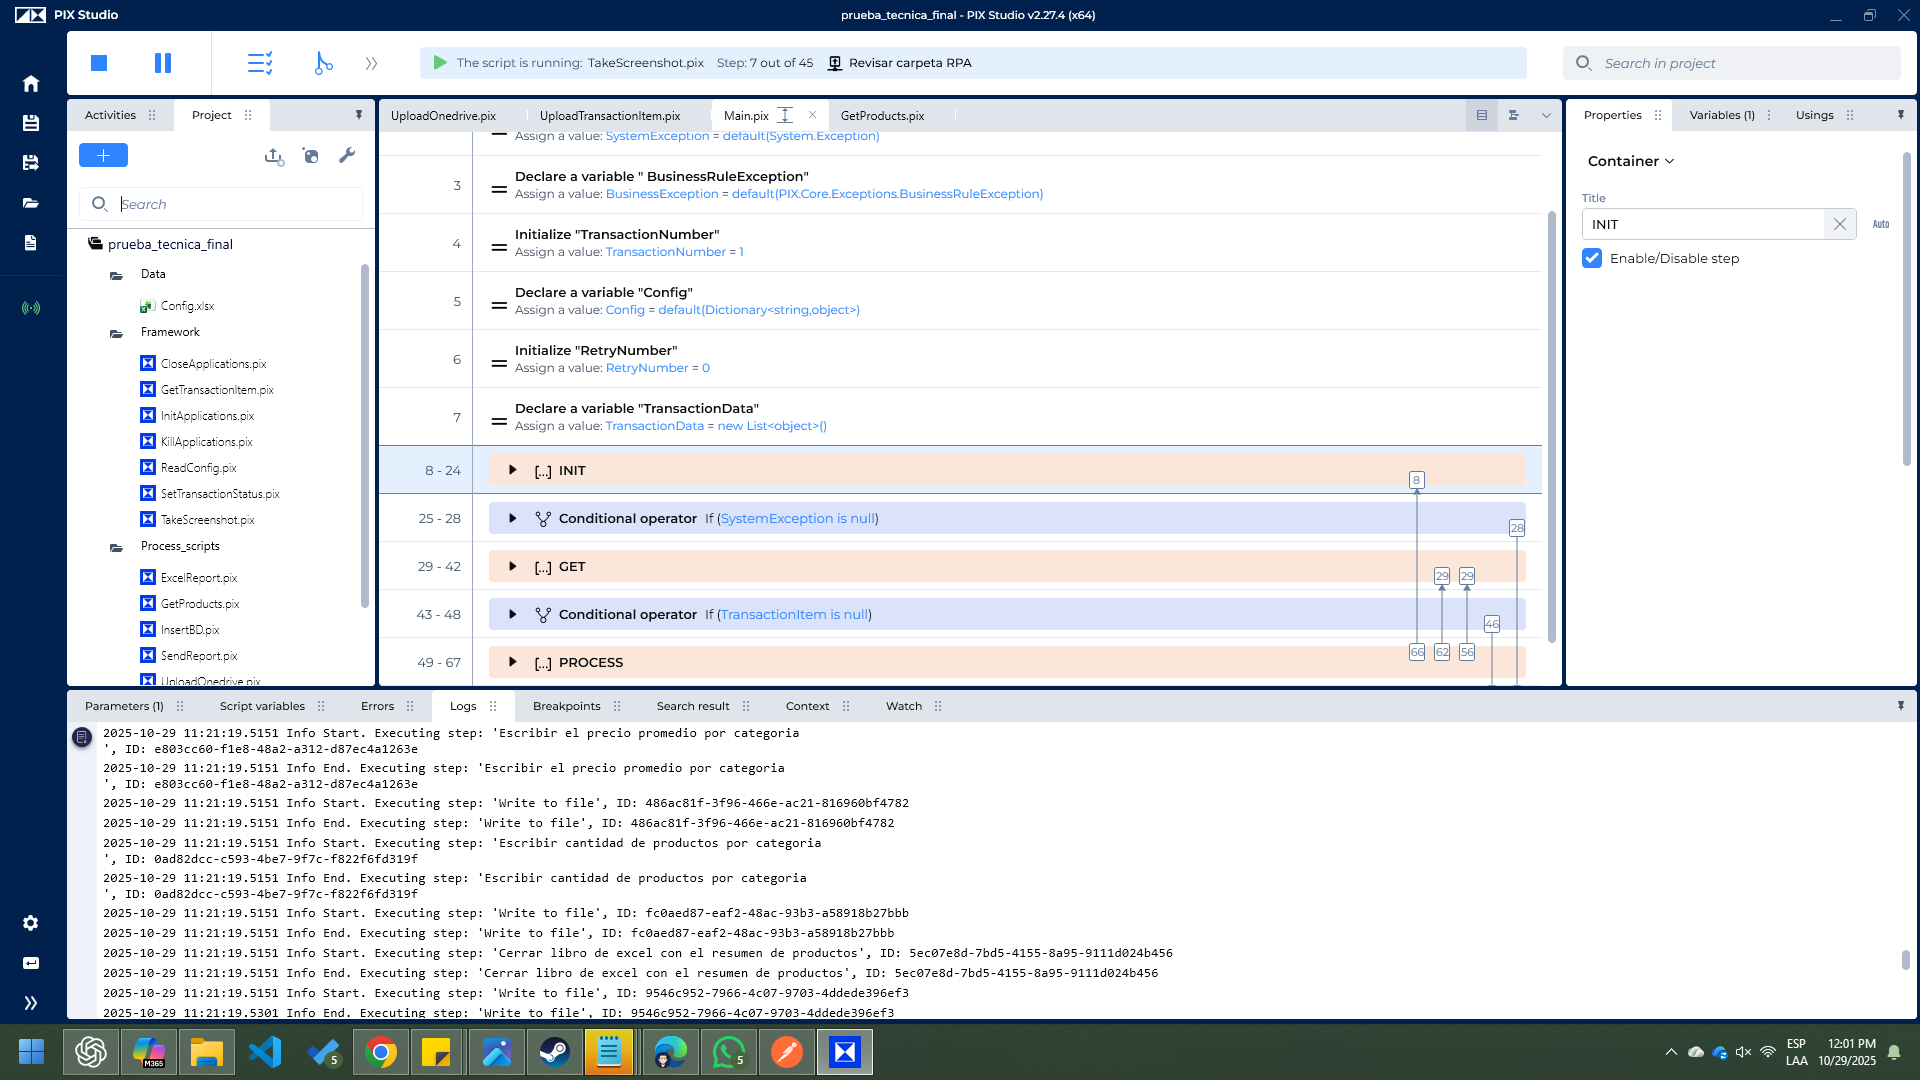 PIX Studio
prueba_tecnica_final - PIX Studio v2.27.4 (x64)
The script is running: TakeScreenshot.pix Step: 7 out of 45 Revisar carpeta RPA
Search in project
Activities
Project
Search
prueba_tecnica_final
Data
Config.xlsx
Framework
CloseApplications.pix
GetTransactionItem.pix
InitApplications.pix
KillApplications.pix
ReadConfig.pix
SetTransactionStatus.pix
TakeScreenshot.pix
Process_scripts
ExcelReport.pix
GetProducts.pix
InsertBD.pix
SendReport.pix
UploadOnedrive.pix
UploadOnedrive.pix
UploadTransactionItem.pix
Main.pix
GetProducts.pix
SystemException = default(System.Exception)
3
Declare a variable " BusinessRuleException"
Assign a value: BusinessException = default(PIX.Core.Exceptions.BusinessRuleException)
4
Initialize "TransactionNumber"
Assign a value: TransactionNumber = 1
5
Declare a variable "Config"
Assign a value: Config = default(Dictionary<string,object>)
6
Initialize "RetryNumber"
Assign a value: RetryNumber = 0
7
Declare a variable "TransactionData"
Assign a value: TransactionData = new List<object>()
8 - 24
[...] INIT
8
25 - 28
Conditional operator If (SystemException is null)
28
29 - 42
[...] GET
29
29
43 - 48
Conditional operator If (TransactionItem is null)
46
49 - 67
[...] PROCESS
66
62
56
Properties
Variables (1)
Usings
Container
Title
INIT
Auto
Enable/Disable step
Parameters (1)
Script variables
Errors
Logs
Breakpoints
Search result
Context
Watch
2025-10-29 11:21:19.5151 Info Start. Executing step: 'Escribir el precio promedio por categoria
', ID: e803cc60-f1e8-48a2-a312-d87ec4a1263e
2025-10-29 11:21:19.5151 Info End. Executing step: 'Escribir el precio promedio por categoria
', ID: e803cc60-f1e8-48a2-a312-d87ec4a1263e
2025-10-29 11:21:19.5151 Info Start. Executing step: 'Write to file', ID: 486ac81f-3f96-466e-ac21-816960bf4782
2025-10-29 11:21:19.5151 Info End. Executing step: 'Write to file', ID: 486ac81f-3f96-466e-ac21-816960bf4782
2025-10-29 11:21:19.5151 Info Start. Executing step: 'Escribir cantidad de productos por categoria
', ID: 0ad82dcc-c593-4be7-9f7c-f822f6fd319f
2025-10-29 11:21:19.5151 Info End. Executing step: 'Escribir cantidad de productos por categoria
', ID: 0ad82dcc-c593-4be7-9f7c-f822f6fd319f
2025-10-29 11:21:19.5151 Info Start. Executing step: 'Write to file', ID: fc0aed87-eaf2-48ac-93b3-a58918b27bbb
2025-10-29 11:21:19.5151 Info End. Executing step: 'Write to file', ID: fc0aed87-eaf2-48ac-93b3-a58918b27bbb
2025-10-29 11:21:19.5151 Info Start. Executing step: 'Cerrar libro de excel con el resumen de productos', ID: 5ec07e8d-7bd5-4155-8a95-9111d024b456
2025-10-29 11:21:19.5151 Info End. Executing step: 'Cerrar libro de excel con el resumen de productos', ID: 5ec07e8d-7bd5-4155-8a95-9111d024b456
2025-10-29 11:21:19.5151 Info Start. Executing step: 'Write to file', ID: 9546c952-7966-4c07-9703-4ddede396ef3
2025-10-29 11:21:19.5301 Info End. Executing step: 'Write to file', ID: 9546c952-7966-4c07-9703-4ddede396ef3
M365
5
5
ESP
LAA
12:01 PM
10/29/2025